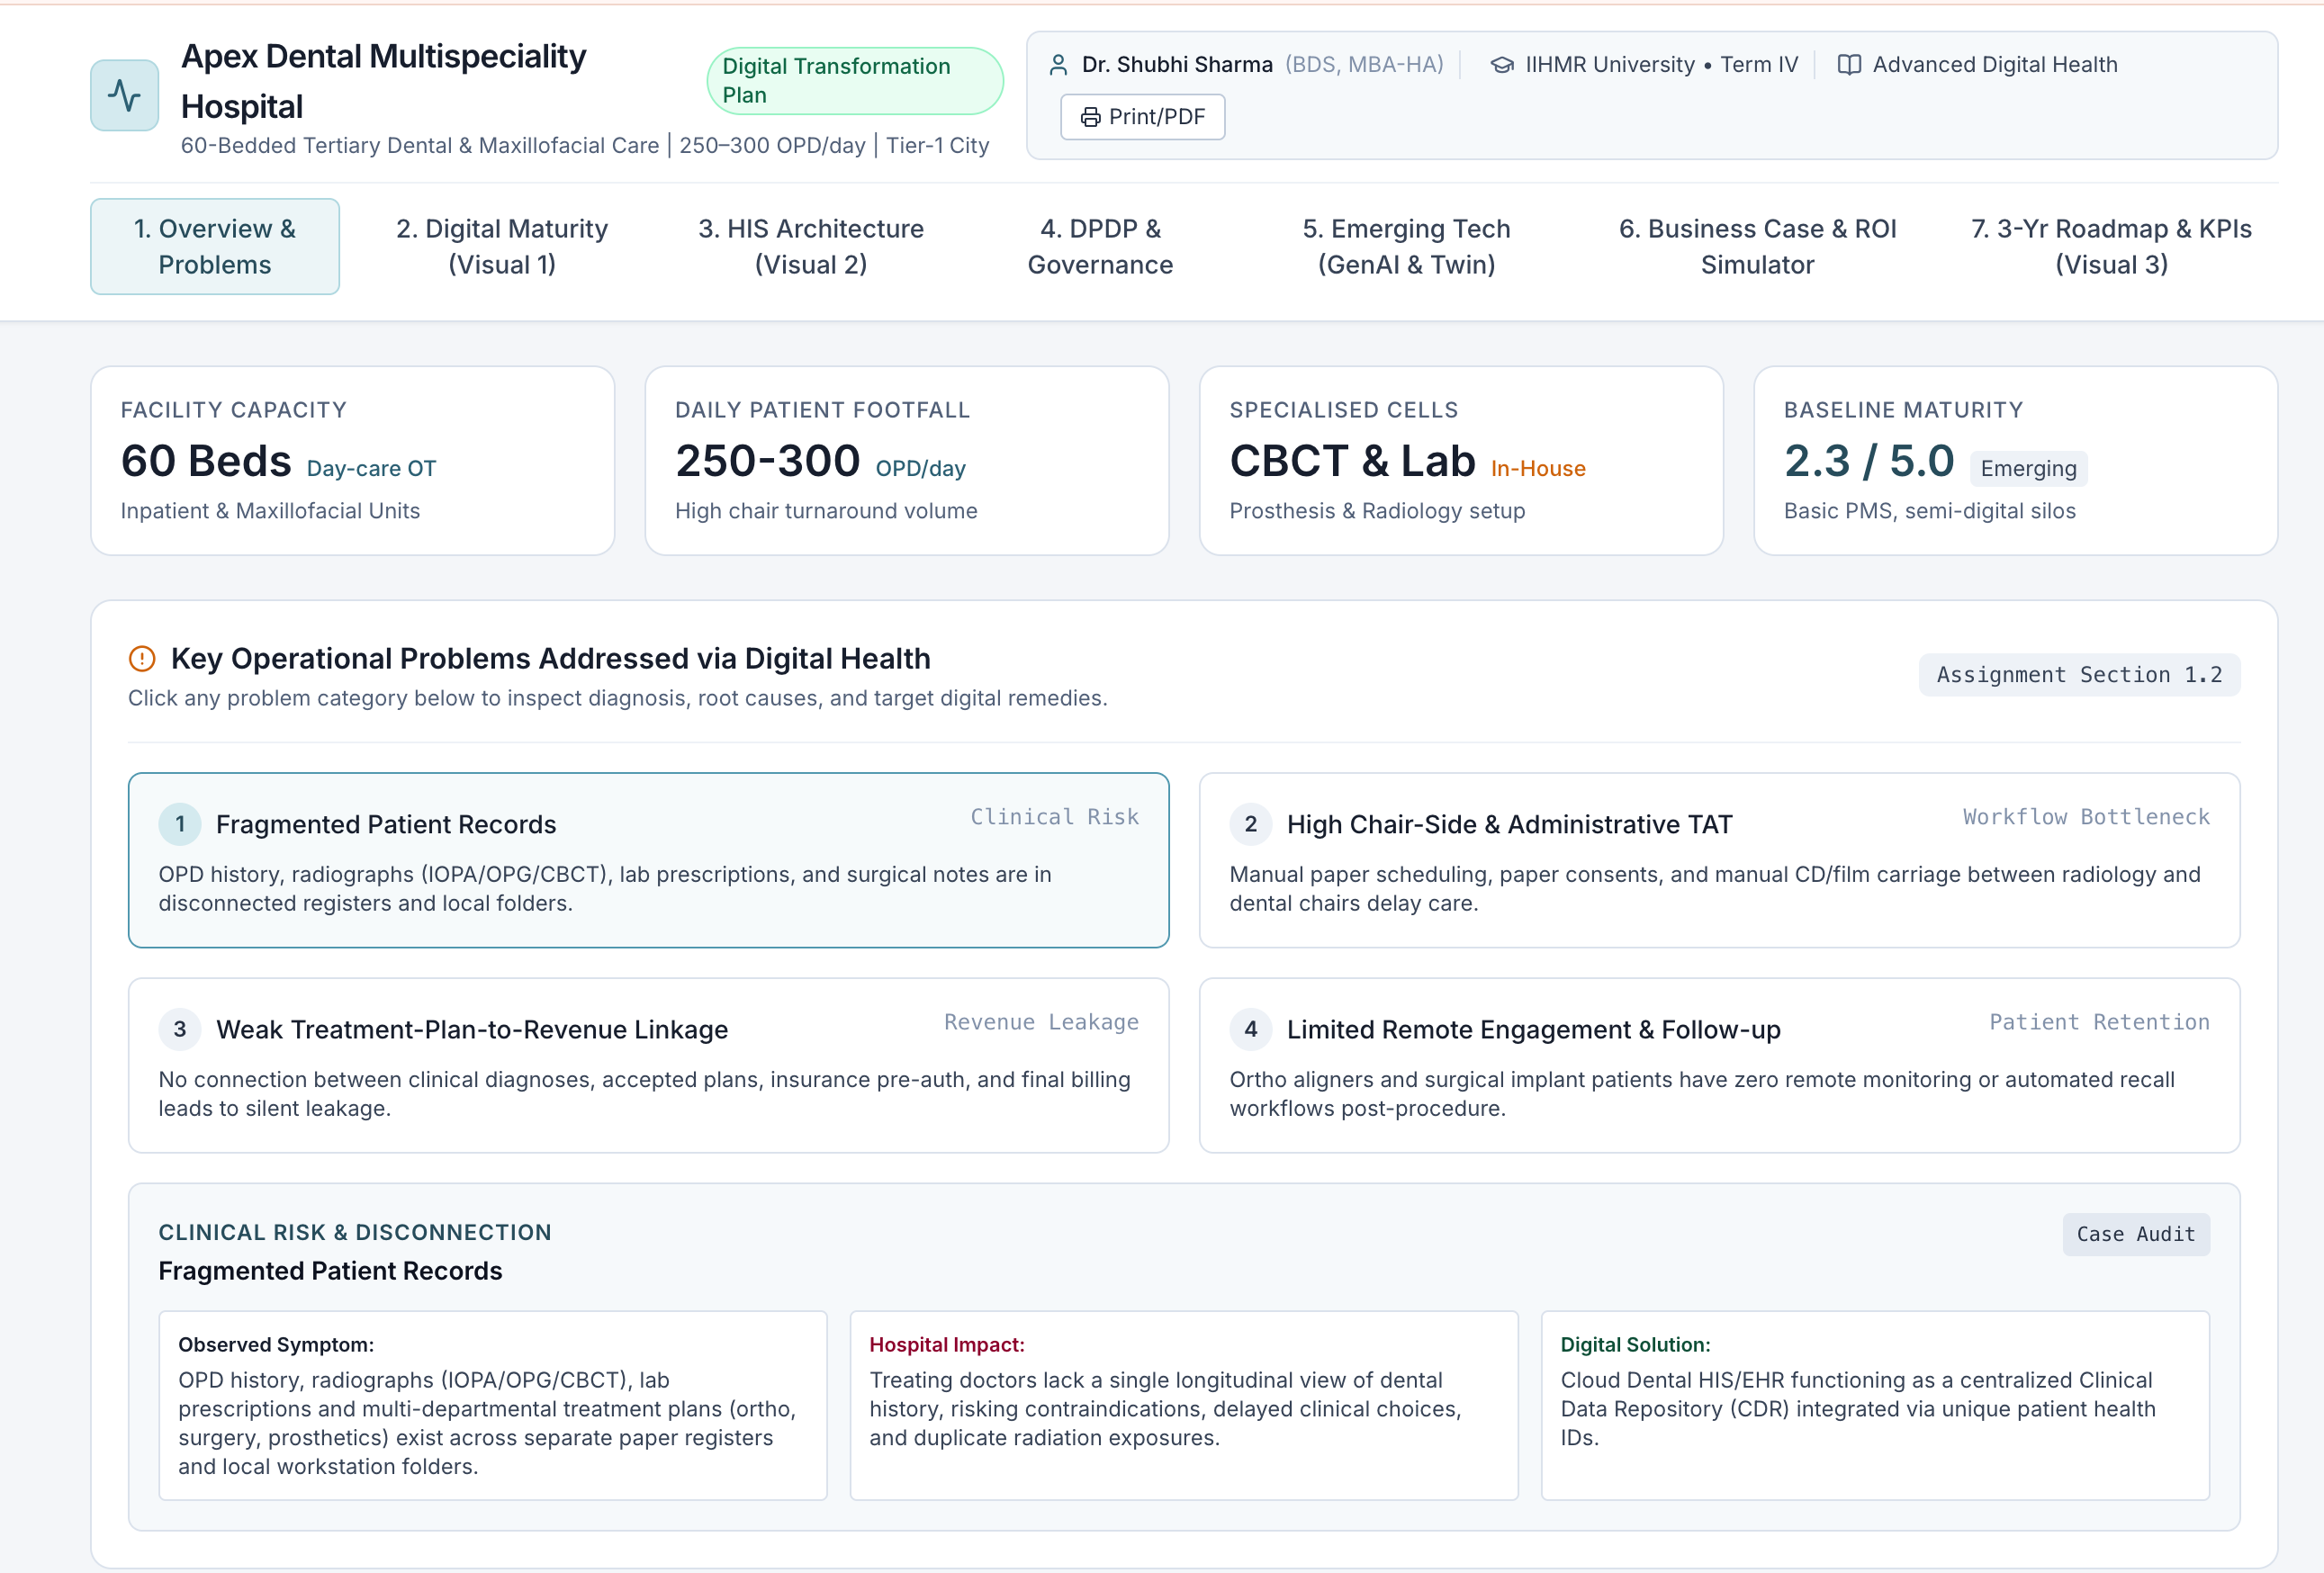 Apex Dental Multispeciality
Hospital
Digital Transformation
Plan
60-Bedded Tertiary Dental & Maxillofacial Care | 250–300 OPD/day | Tier-1 City
Dr. Shubhi Sharma (BDS, MBA-HA)
IIHMR University • Term IV
Advanced Digital Health
Print/PDF
1. Overview &
Problems
2. Digital Maturity
(Visual 1)
3. HIS Architecture
(Visual 2)
4. DPDP &
Governance
5. Emerging Tech
(GenAI & Twin)
6. Business Case & ROI
Simulator
7. 3-Yr Roadmap & KPIs
(Visual 3)
FACILITY CAPACITY
60 Beds Day-care OT
Inpatient & Maxillofacial Units
DAILY PATIENT FOOTFALL
250-300 OPD/day
High chair turnaround volume
SPECIALISED CELLS
CBCT & Lab In-House
Prosthesis & Radiology setup
BASELINE MATURITY
2.3 / 5.0 Emerging
Basic PMS, semi-digital silos
Key Operational Problems Addressed via Digital Health
Click any problem category below to inspect diagnosis, root causes, and target digital remedies.
Assignment Section 1.2
1 Fragmented Patient Records
Clinical Risk
OPD history, radiographs (IOPA/OPG/CBCT), lab prescriptions, and surgical notes are in
disconnected registers and local folders.
2 High Chair-Side & Administrative TAT
Workflow Bottleneck
Manual paper scheduling, paper consents, and manual CD/film carriage between radiology and
dental chairs delay care.
3 Weak Treatment-Plan-to-Revenue Linkage
Revenue Leakage
No connection between clinical diagnoses, accepted plans, insurance pre-auth, and final billing
leads to silent leakage.
4 Limited Remote Engagement & Follow-up
Patient Retention
Ortho aligners and surgical implant patients have zero remote monitoring or automated recall
workflows post-procedure.
CLINICAL RISK & DISCONNECTION
Fragmented Patient Records
Case Audit
Observed Symptom:
OPD history, radiographs (IOPA/OPG/CBCT), lab
prescriptions and multi-departmental treatment plans (ortho,
surgery, prosthetics) exist across separate paper registers
and local workstation folders.
Hospital Impact:
Treating doctors lack a single longitudinal view of dental
history, risking contraindications, delayed clinical choices,
and duplicate radiation exposures.
Digital Solution:
Cloud Dental HIS/EHR functioning as a centralized Clinical
Data Repository (CDR) integrated via unique patient health
IDs.